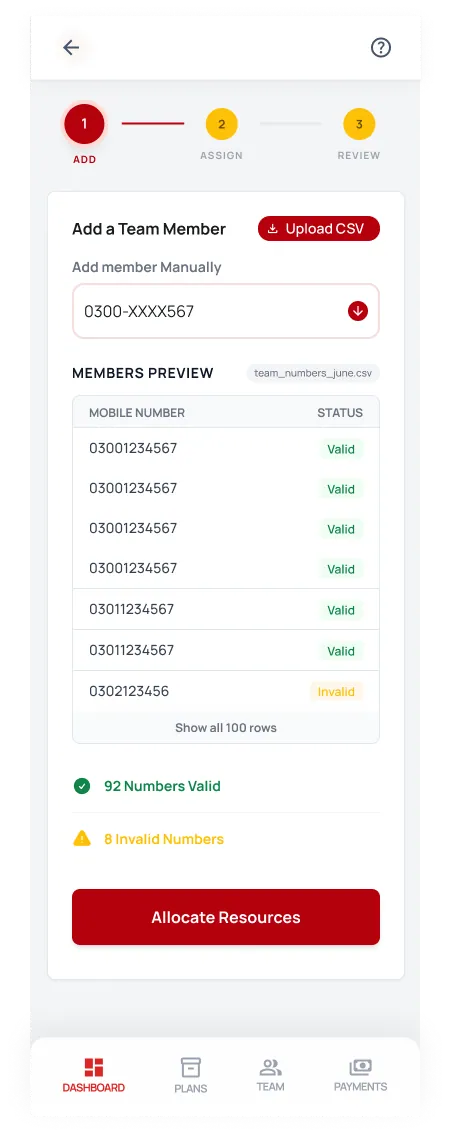 1
2
3
ADD
ASSIGN
REVIEW
Add a Team Member
Upload CSV
Add member Manually
0300-XXXX567
MEMBERS PREVIEW
team_numbers_june.csv
MOBILE NUMBER STATUS
03001234567 Valid
03001234567 Valid
03001234567 Valid
03001234567 Valid
03011234567 Valid
03011234567 Valid
0302123456 Invalid
Show all 100 rows
92 Numbers Valid
8 Invalid Numbers
Allocate Resources
DASHBOARD
PLANS
TEAM
PAYMENTS